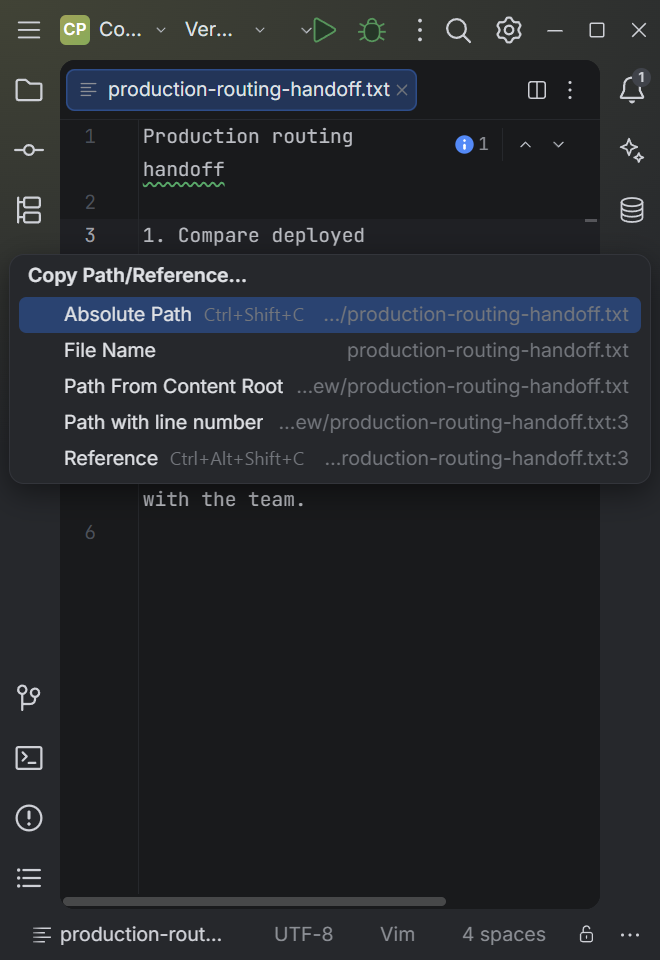 CP Co... Ver...
production-routing-handoff.txt
1 Production routing
handoff
1
2
3 1. Compare deployed
Copy Path/Reference...
Absolute Path Ctrl+Shift+C .../production-routing-handoff.txt
File Name production-routing-handoff.txt
Path From Content Root ...ew/production-routing-handoff.txt
Path with line number ...ew/production-routing-handoff.txt:3
Reference Ctrl+Alt+Shift+C ...roduction-routing-handoff.txt:3
with the team.
6
production-rout... UTF-8 Vim 4 spaces
1